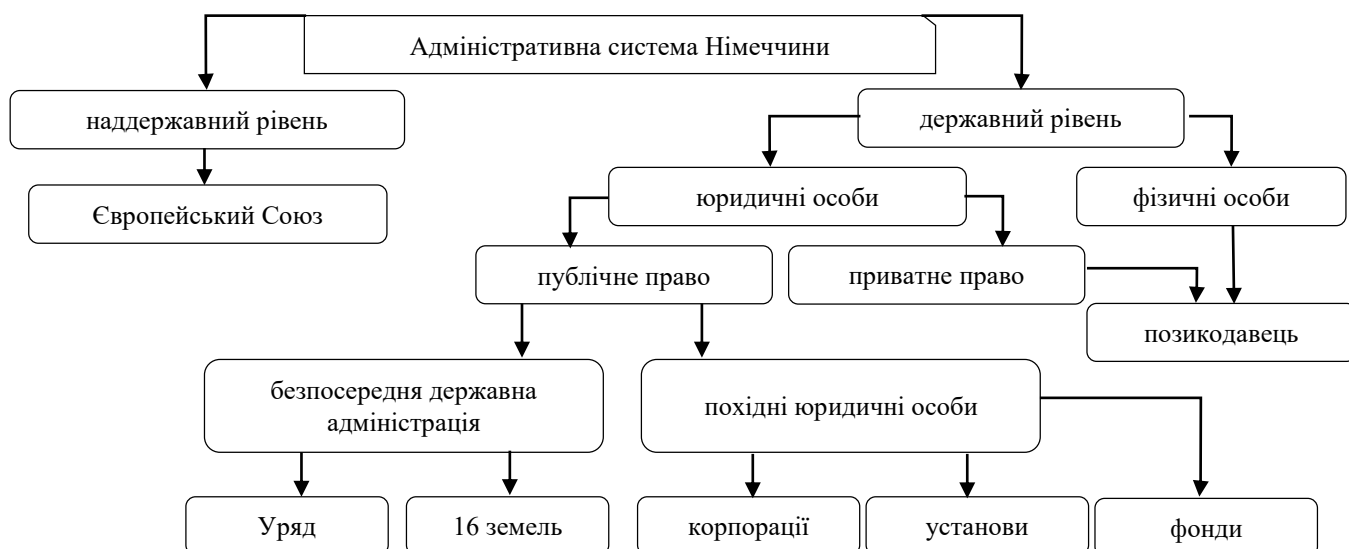 Адміністративна система Німеччини
наддержавний рівень
державний рівень
Європейський Союз
юридичні особи
фізичні особи
публічне право
приватне право
позикодавець
безпосередня державна
адміністрація
похідні юридичні особи
Уряд
16 земель
корпорації
установи
фонди